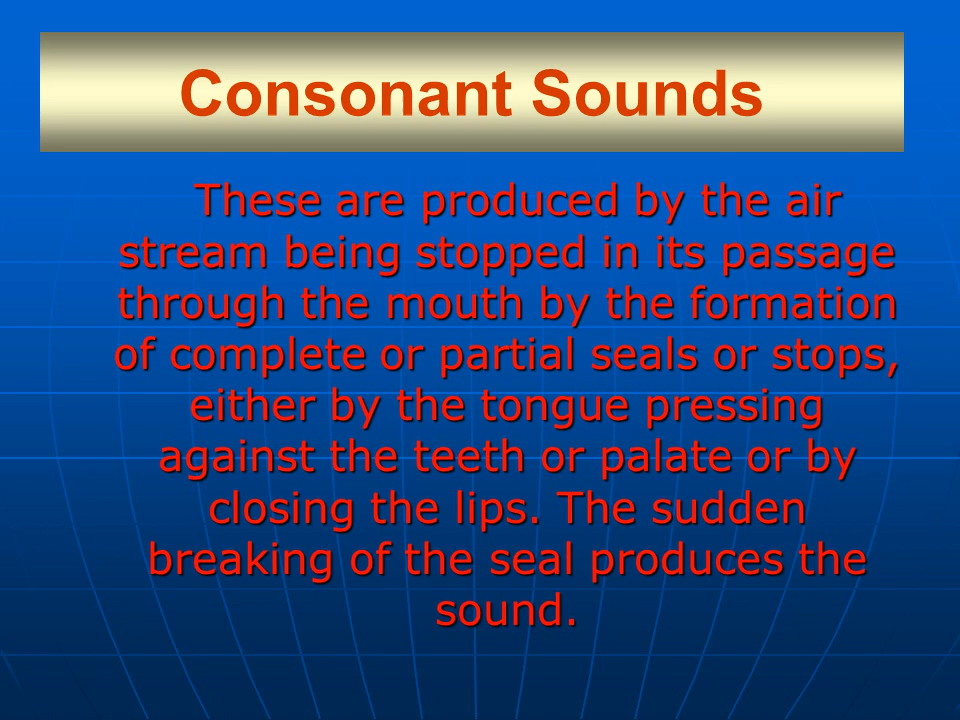 Consonant Sounds
These are produced by the air
stream being stopped in its passage
through the mouth by the formation
of complete or partial seals or stops,
either by the tongue pressing
against the teeth or palate or by
closing the lips. The sudden
breaking of the seal produces the
sound.